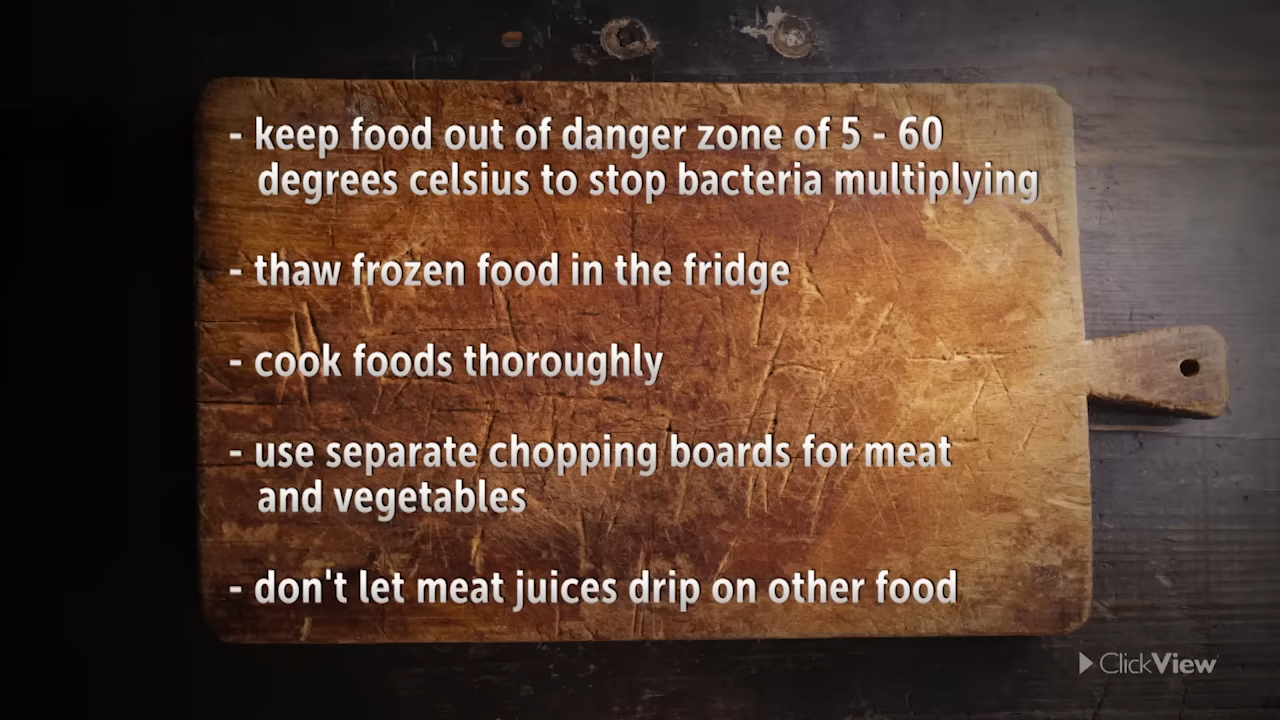 - keep food out of danger zone of 5 - 60
degrees celsius to stop bacteria multiplying
- thaw frozen food in the fridge
- cook foods thoroughly
- use separate chopping boards for meat
and vegetables
- don't let meat juices drip on other food
ClickView